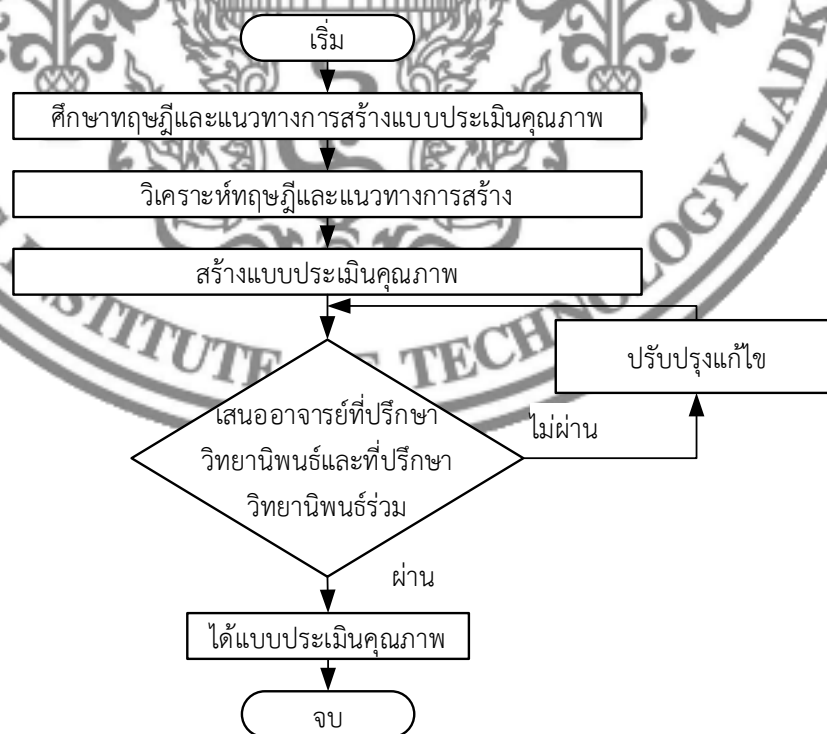 เริ่ม
ศึกษาทฤษฎีและแนวทางการสร้างแบบประเมินคุณภาพ
วิเคราะห์ทฤษฎีและแนวทางการสร้าง
สร้างแบบประเมินคุณภาพ
ปรับปรุงแก้ไข
เสนออาจารย์ที่ปรึกษา
วิทยานิพนธ์และที่ปรึกษา
วิทยานิพนธ์ร่วม
ไม่ผ่าน
ผ่าน
ได้แบบประเมินคุณภาพ
จบ
INSTITUTE OF TECHNOLOGY LADK